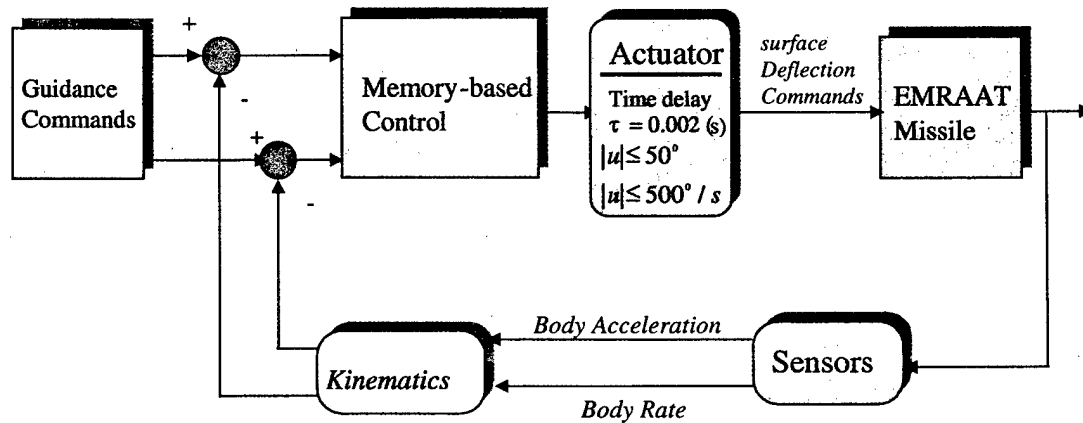 Guidance
Commands
+
-
+
-
Memory-based
Control
Actuator
Time delay
τ = 0.002 (s)
|u|≤ 50°
|u|≤ 500° / s
surface
Deflection
Commands
EMRAAT
Missile
Body Acceleration
Body Rate
Sensors
Kinematics